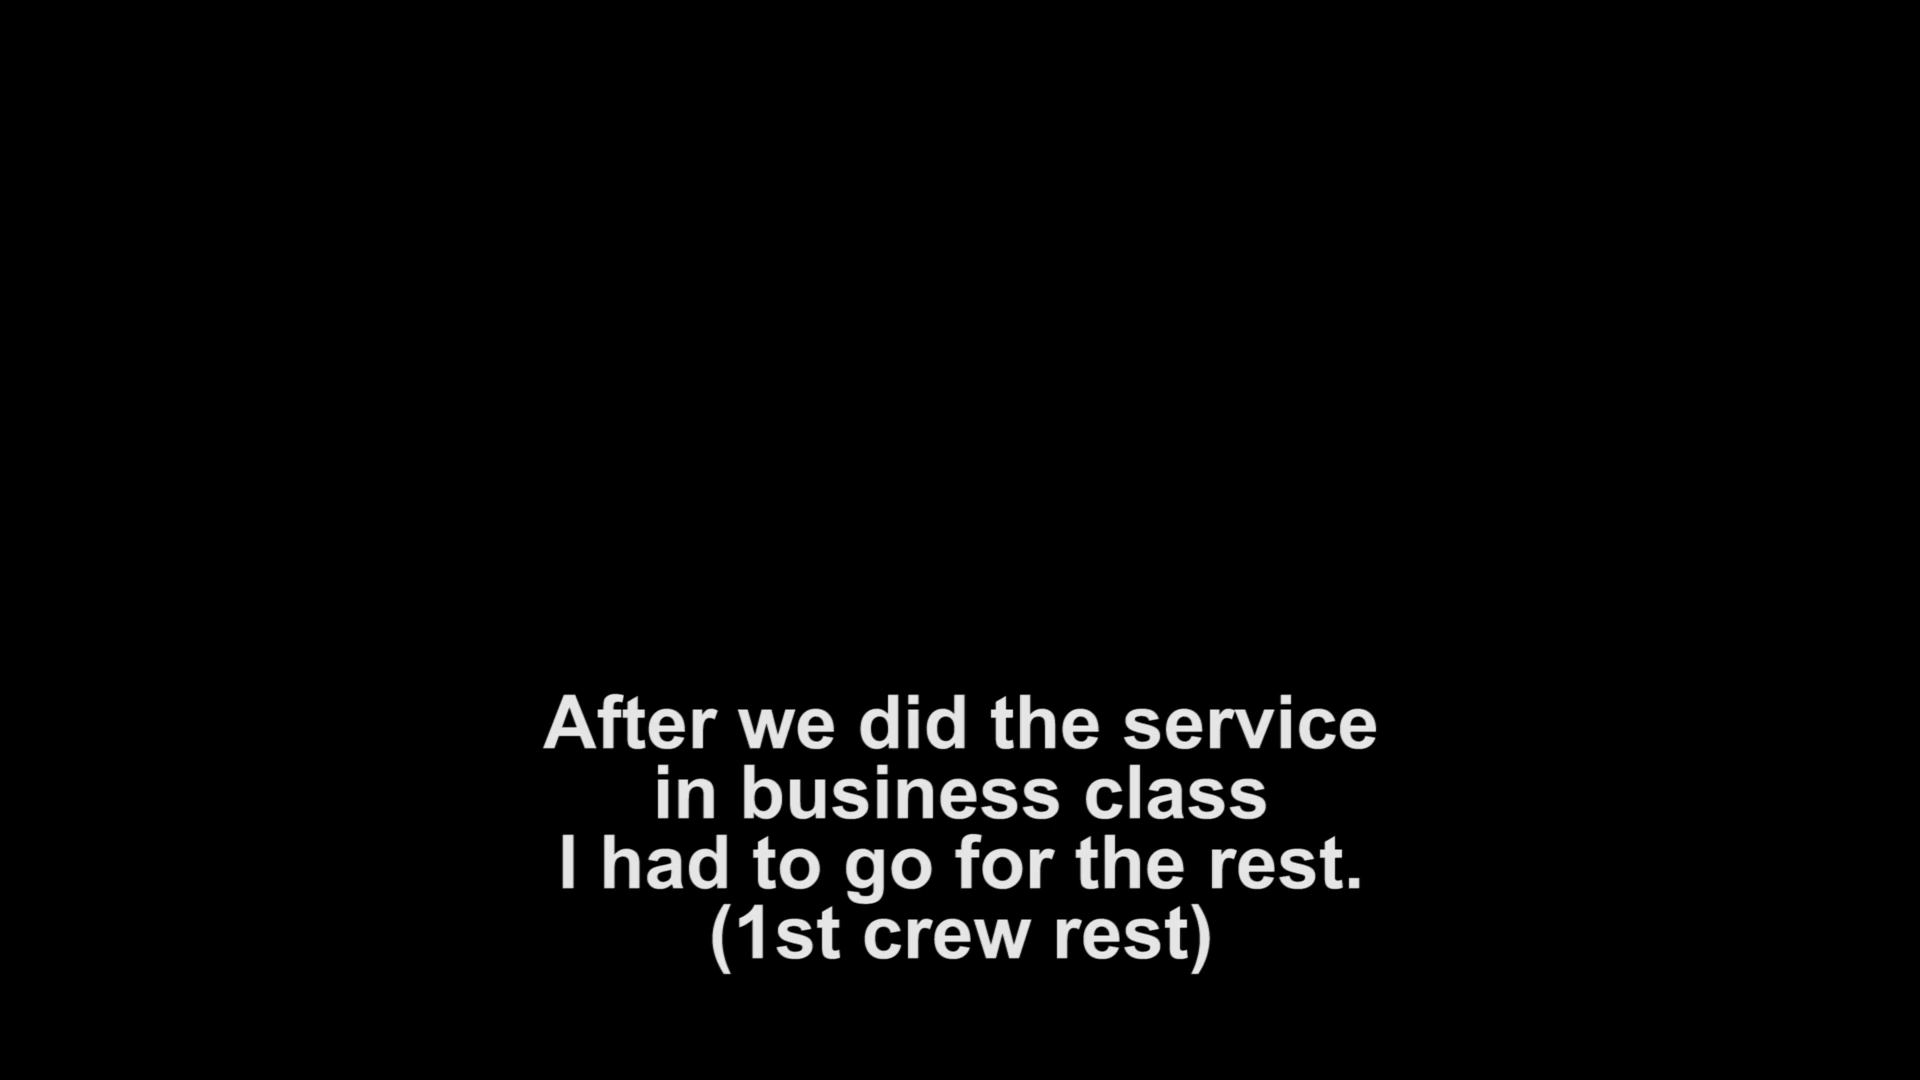 After we did the service
in business class
I had to go for the rest.
(1st crew rest)